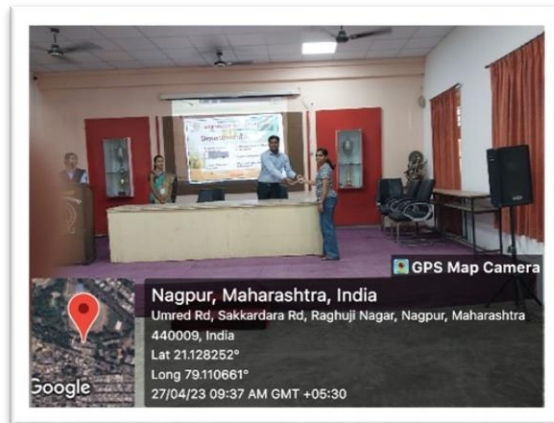 GPS Map Camera
Nagpur, Maharashtra, India
Umred Rd, Sakkardara Rd, Raghuji Nagar, Nagpur, Maharashtra
440009, India
Lat 21.128252°
Long 79.110661°
27/04/23 09:37 AM GMT +05:30
Google